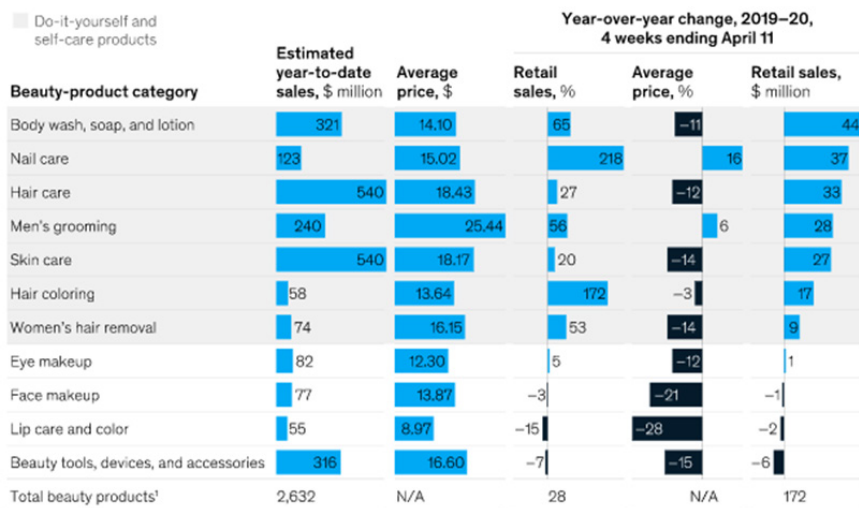 Do-it-yourself and
self-care products
Year-over-year change, 2019–20,
4 weeks ending April 11
Estimated
year-to-date
sales, $ million
Average
price, $
Retail
sales, %
Average
price, %
Retail sales,
$ million
Beauty-product category
Body wash, soap, and lotion 321 14.10 65 –11 44
Nail care 123 15.02 218 16 37
Hair care 540 18.43 27 –12 33
Men's grooming 240 25.44 56 6 28
Skin care 540 18.17 20 –14 27
Hair coloring 58 13.64 172 –3 17
Women's hair removal 74 16.15 53 –14 9
Eye makeup 82 12.30 5 –12 1
Face makeup 77 13.87 –3 –21 –1
Lip care and color 55 8.97 –15 –28 –2
Beauty tools, devices, and accessories 316 16.60 –7 –15 –6
Total beauty products¹ 2,632 N/A 28 N/A 172